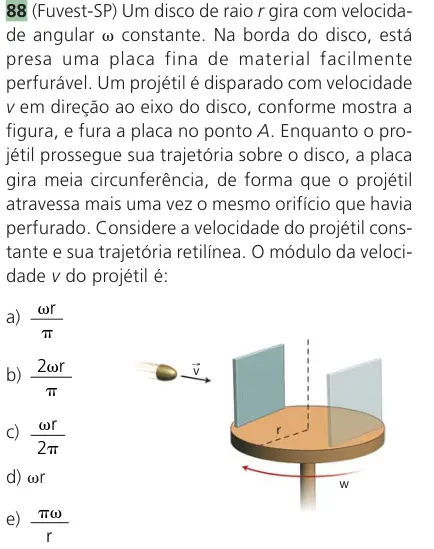 88 (Fuvest-SP) Um disco de raio r gira com velocida-
de angular ω constante. Na borda do disco, está
presa uma placa fina de material facilmente
perfurável. Um projétil é disparado com velocidade
v em direção ao eixo do disco, conforme mostra a
figura, e fura a placa no ponto A. Enquanto o pro-
jétil prossegue sua trajetória sobre o disco, a placa
gira meia circunferência, de forma que o projétil
atravessa mais uma vez o mesmo orifício que havia
perfurado. Considere a velocidade do projétil cons-
tante e sua trajetória retilínea. O módulo da veloci-
dade v do projétil é:
a) ωr/π
b) 2ωr/π
c) ωr/2π
d) ωr
e) πω/r
v
r
w